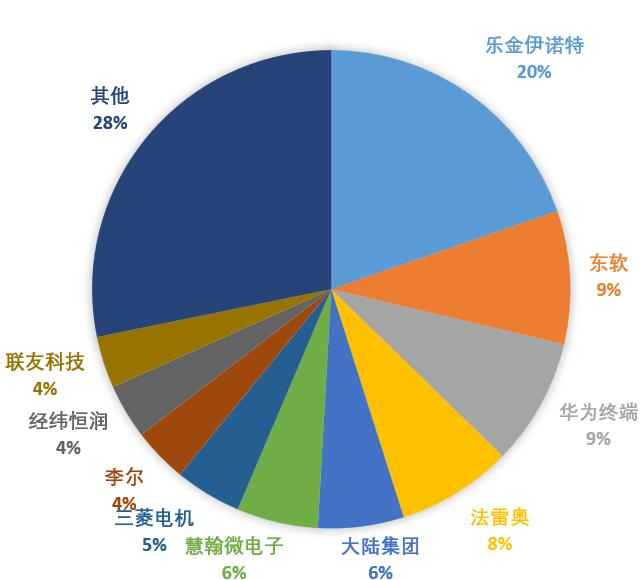 乐金伊诺特
20%
东软
9%
华为终端
9%
法雷奥
8%
大陆集团
6%
慧翰微电子
6%
三菱电机
5%
李尔
4%
经纬恒润
4%
联友科技
4%
其他
28%